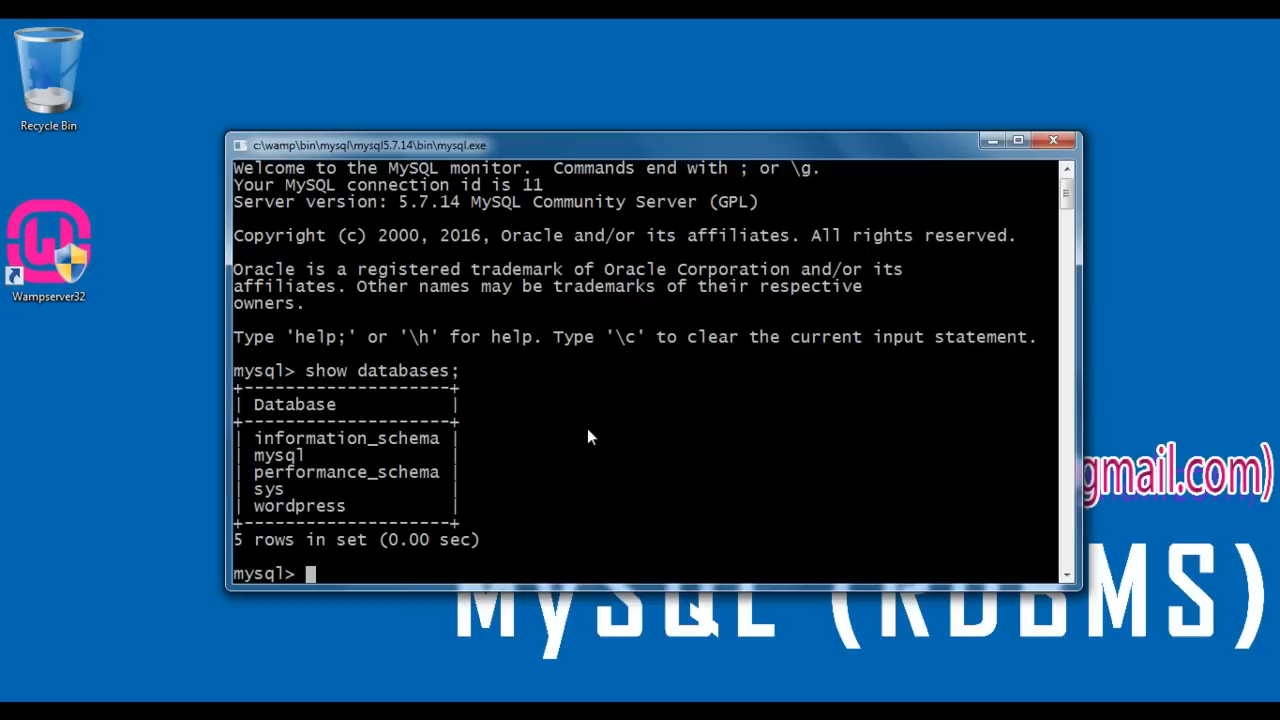 Recycle Bin
Wampserver32
c:\wamp\bin\mysql\mysql5.7.14\bin\mysql.exe
Welcome to the MySQL monitor.  Commands end with ; or \g.
Your MySQL connection id is 11
Server version: 5.7.14 MySQL Community Server (GPL)
Copyright (c) 2000, 2016, Oracle and/or its affiliates. All rights reserved.
Oracle is a registered trademark of Oracle Corporation and/or its
affiliates. Other names may be trademarks of their respective
owners.
Type 'help;' or '\h' for help. Type '\c' to clear the current input statement.
mysql> show databases;
+--------------------+
| Database           |
+--------------------+
| information_schema |
| mysql              |
| performance_schema |
| sys                |
| wordpress          |
+--------------------+
5 rows in set (0.00 sec)
mysql>
gmail.com)
MySQL (RDBMS)